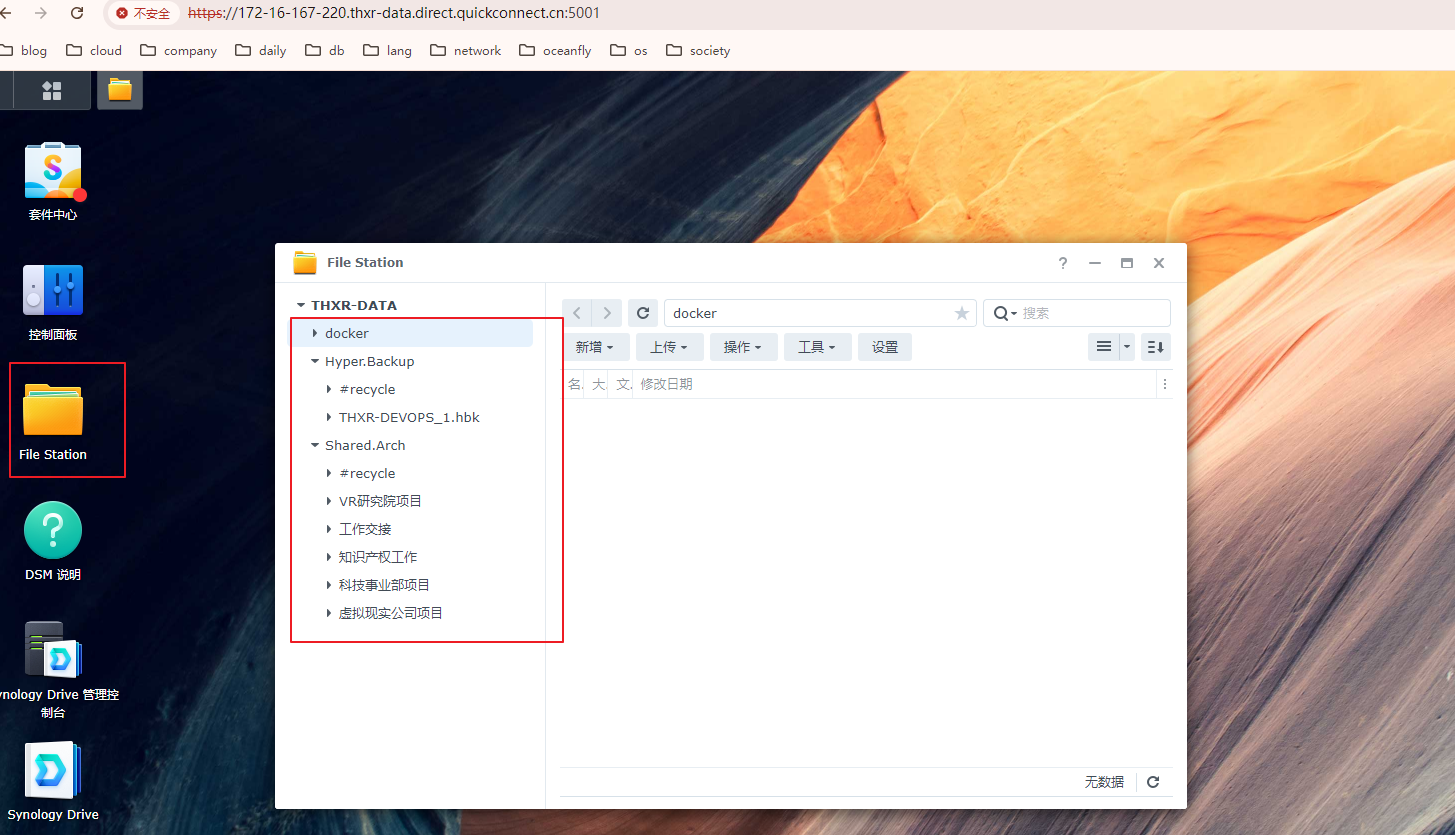 不安全 https://172-16-167-220.thxr-data.direct.quickconnect.cn:5001
blog cloud company daily db lang network oceanfly os society
套件中心
控制面板
File Station
DSM 说明
ynology Drive 管理控
制台
Synology Drive
File Station
THXR-DATA
docker
Hyper.Backup
#recycle
THXR-DEVOPS_1.hbk
Shared.Arch
#recycle
VR研究院项目
工作交接
知识产权工作
科技事业部项目
虚拟现实公司项目
docker 搜索
新增 上传 操作 工具 设置
名. 大. 文. 修改日期
无数据